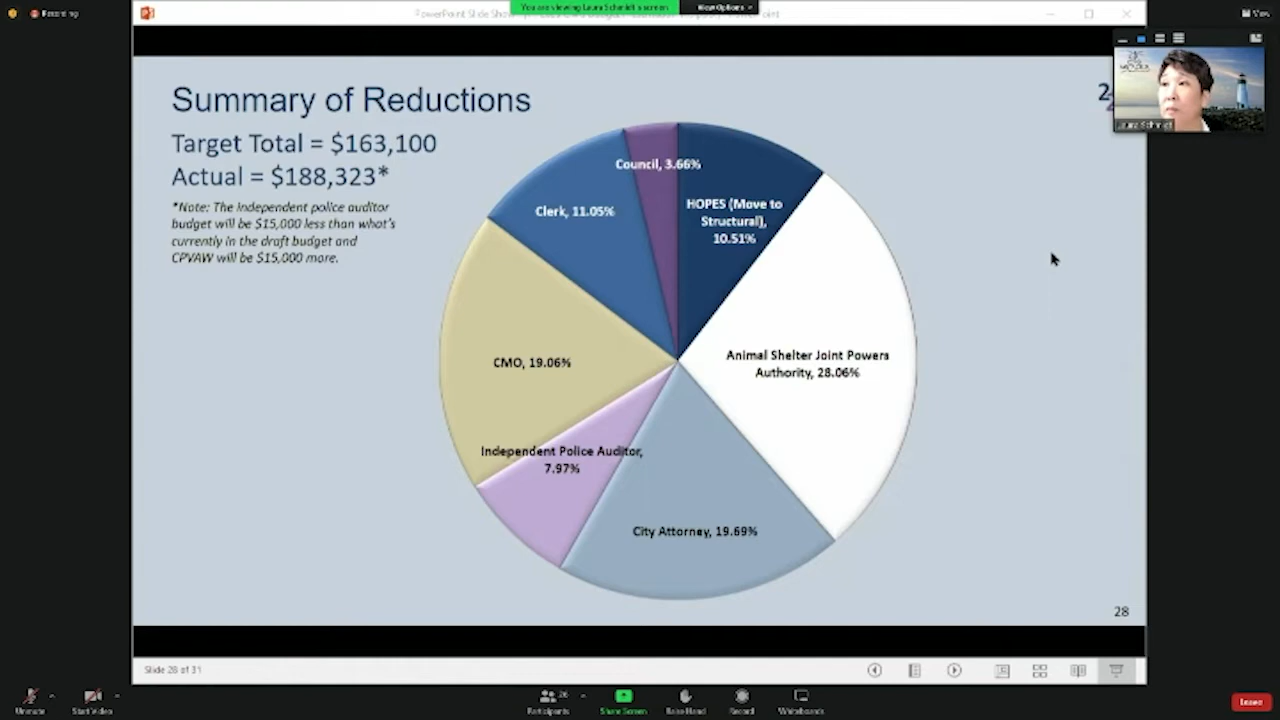 Recording
PowerPoint Slide Show
You are viewing Laura Schmidt's screen
View Options
View
Summary of Reductions
Target Total = $163,100
Actual = $188,323*
*Note: The independent police auditor
budget will be $15,000 less than what's
currently in the draft budget and
CPVAW will be $15,000 more.
Council, 3.66%
HOPES (Move to
Structural),
10.51%
Clerk, 11.05%
Animal Shelter Joint Powers
Authority, 28.06%
CMO, 19.06%
Independent Police Auditor,
7.97%
City Attorney, 19.69%
2
Laura Schmidt
28
Slide 28 of 31
Unmute
Start Video
26
Participants
Share Screen
Raise Hand
Record
Whiteboards
Leave